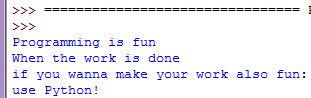 >>> ================================
>>>
Programming is fun
When the work is done
if you wanna make your work also fun:
use Python!